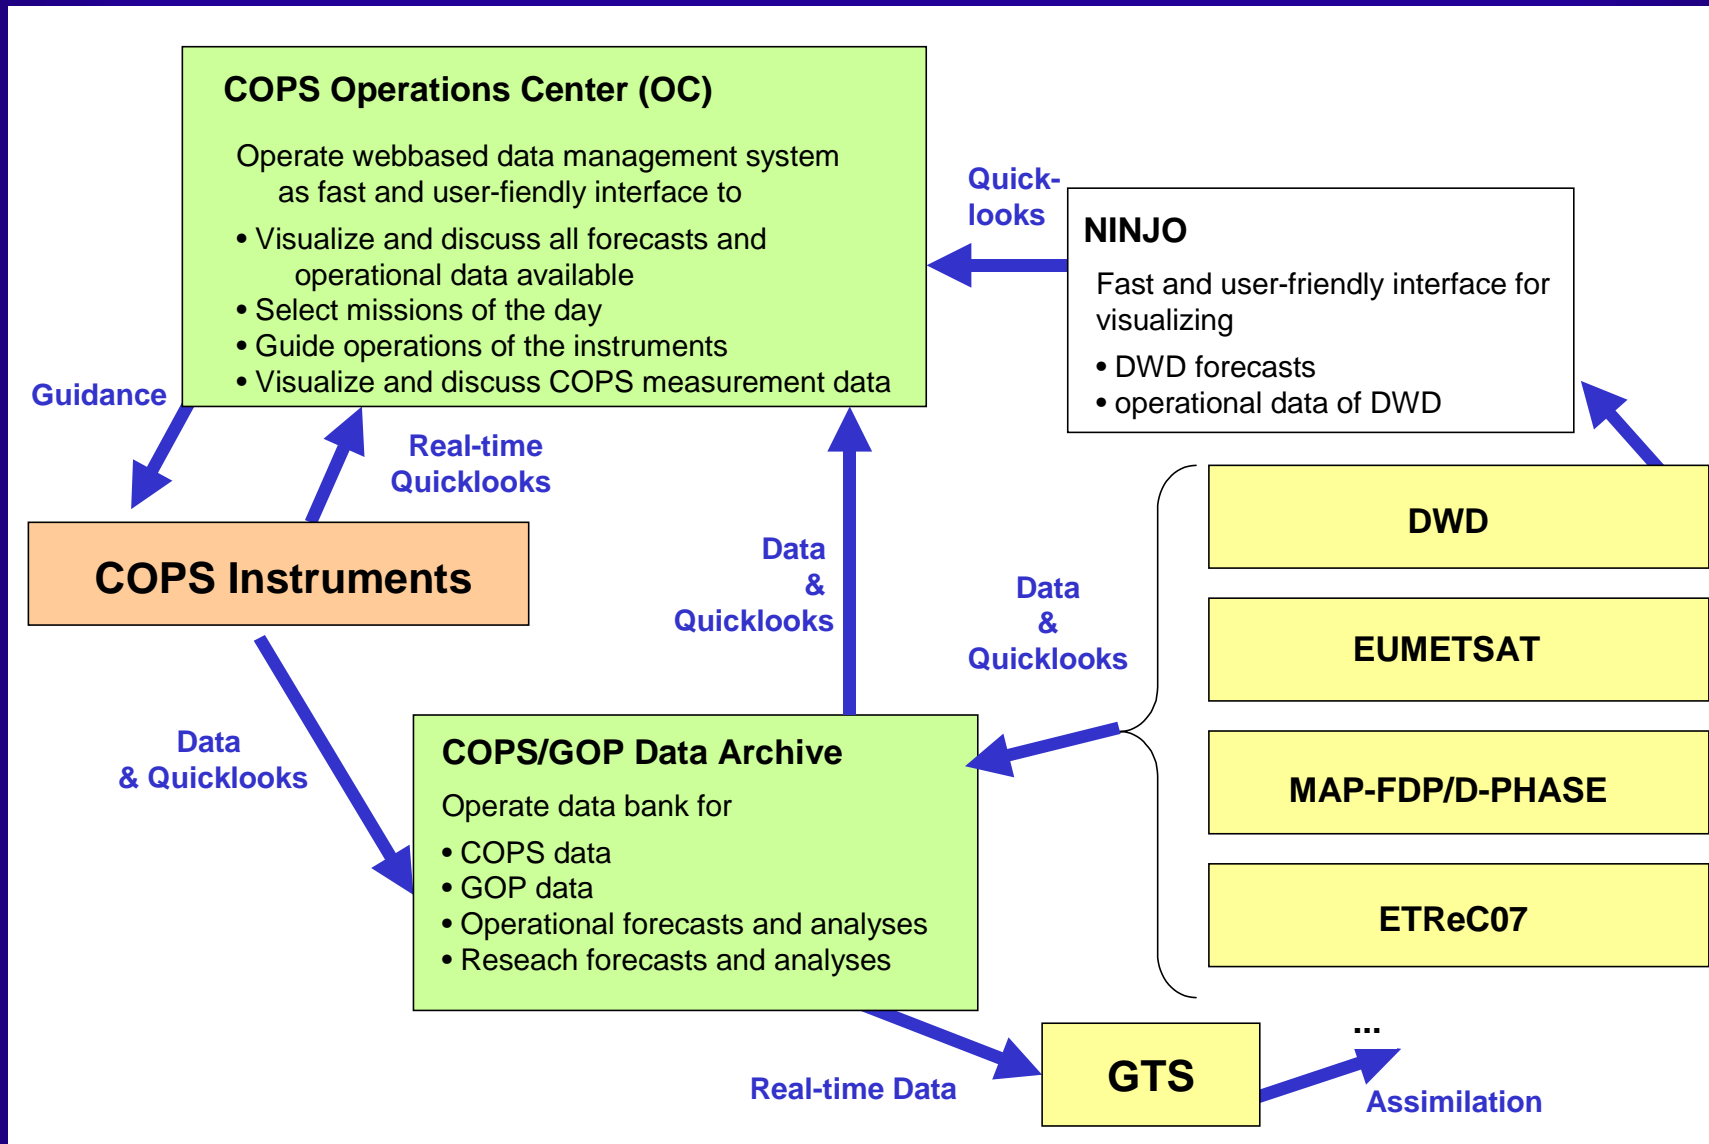 COPS Operations Center (OC)
Operate webbased data management system
as fast and user-fiendly interface to
• Visualize and discuss all forecasts and
operational data available
• Select missions of the day
• Guide operations of the instruments
• Visualize and discuss COPS measurement data
Quick-
looks
NINJO
Fast and user-friendly interface for
visualizing
• DWD forecasts
• operational data of DWD
Guidance
Real-time
Quicklooks
COPS Instruments
Data
&
Quicklooks
Data
&
Quicklooks
DWD
EUMETSAT
MAP-FDP/D-PHASE
ETReC07
...
Data
& Quicklooks
COPS/GOP Data Archive
Operate data bank for
• COPS data
• GOP data
• Operational forecasts and analyses
• Reseach forecasts and analyses
Real-time Data
GTS
Assimilation